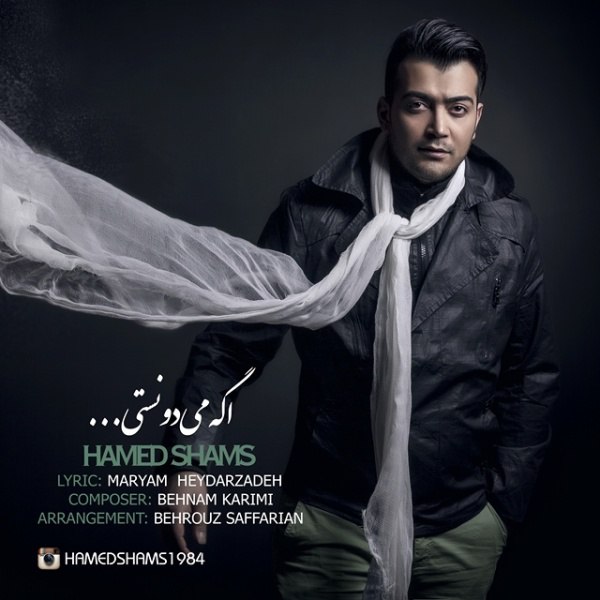 اگه می‌دونستی...
HAMED SHAMS
LYRIC: MARYAM HEYDARZADEH
COMPOSER: BEHNAM KARIMI
ARRANGEMENT: BEHROUZ SAFFARIAN
HAMEDSHAMS1984